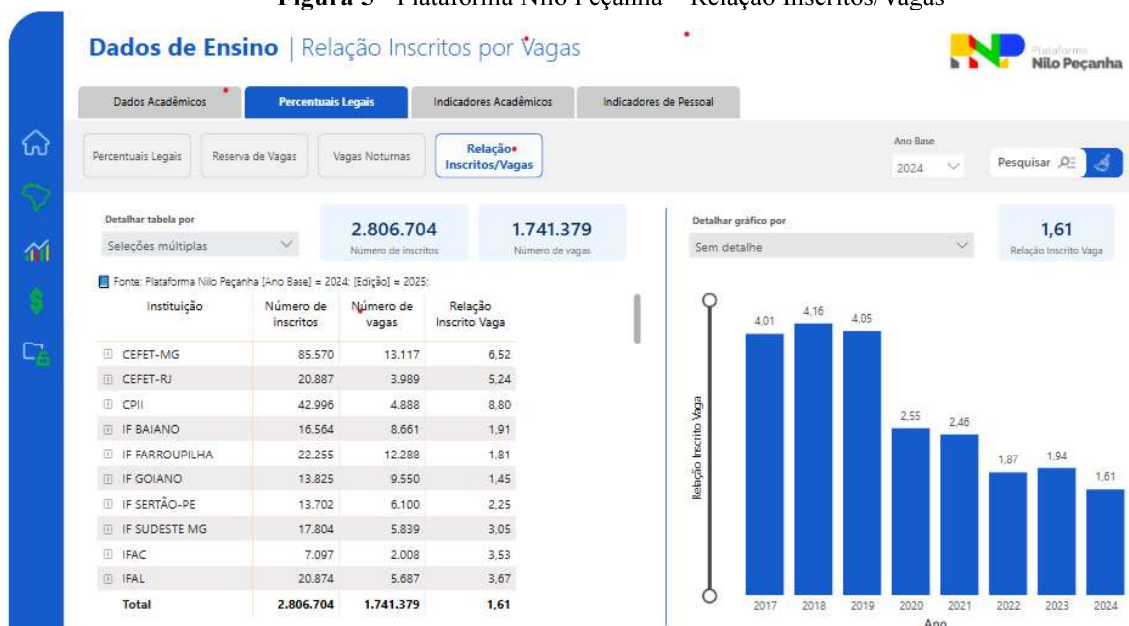 Figura 5 - Plataforma Nilo Peçanha – Relação Inscritos/Vagas
Dados de Ensino | Relação Inscritos por Vagas
Plataforma
Nilo Peçanha
Dados Acadêmicos
Percentuais Legais
Indicadores Acadêmicos
Indicadores de Pessoal
Percentuais Legais
Reserva de Vagas
Vagas Noturnas
Relação
Inscritos/Vagas
Ano Base
2024
Pesquisar
Detalhar tabela por
Seleções múltiplas
2.806.704
Número de inscritos
1.741.379
Número de vagas
Detalhar gráfico por
Sem detalhe
1,61
Relação Inscrito Vaga
Fonte: Plataforma Nilo Peçanha [Ano Base] = 2024: [Edição] = 2025:
Instituição Número de inscritos Número de vagas Relação Inscrito Vaga
CEFET-MG 85.570 13.117 6,52
CEFET-RJ 20.887 3.989 5,24
CPII 42.996 4.888 8,80
IF BAIANO 16.564 8.661 1,91
IF FARROUPILHA 22.255 12.288 1,81
IF GOIANO 13.825 9.550 1,45
IF SERTÃO-PE 13.702 6.100 2,25
IF SUDESTE MG 17.804 5.839 3,05
IFAC 7.097 2.008 3,53
IFAL 20.874 5.687 3,67
Total 2.806.704 1.741.379 1,61
Relação Inscrito Vaga
4,01 4,16 4,05 2,55 2,46 1,87 1,94 1,61
2017 2018 2019 2020 2021 2022 2023 2024
Ano